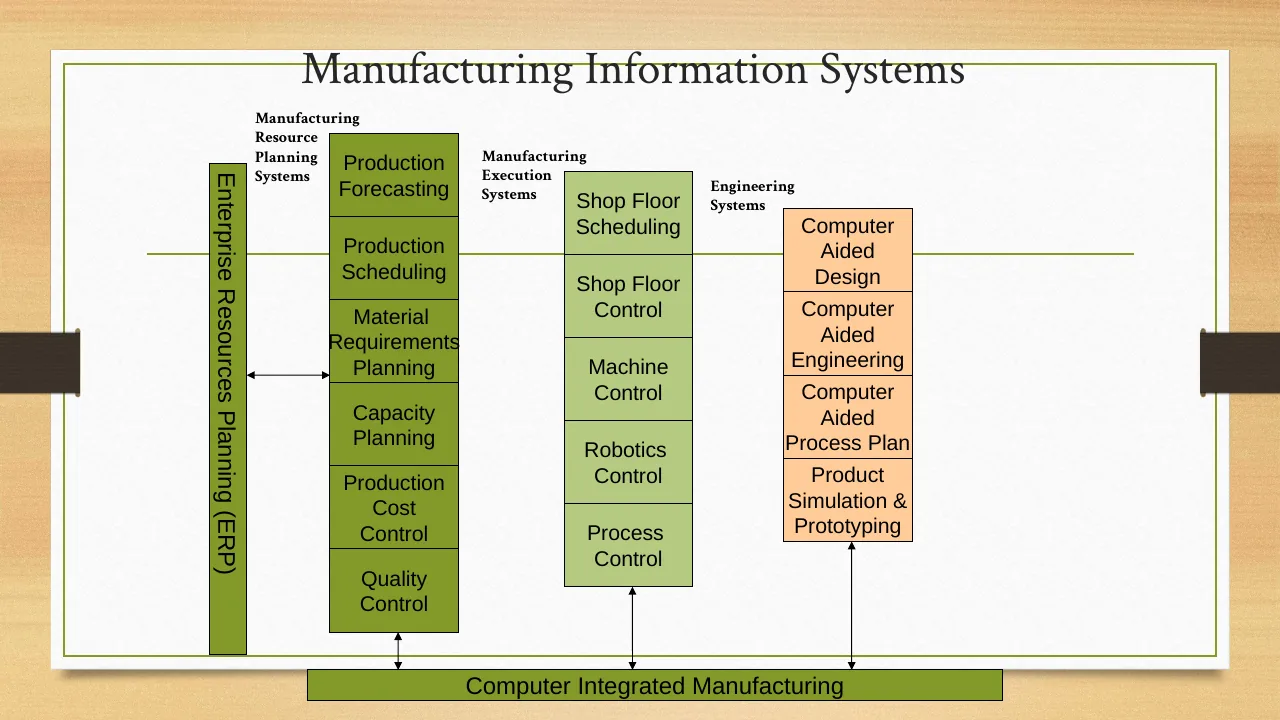 Manufacturing Information Systems
Manufacturing
Resource
Planning
Systems
Enterprise Resources Planning (ERP)
Production
Forecasting
Production
Scheduling
Material
Requirements
Planning
Capacity
Planning
Production
Cost
Control
Quality
Control
Manufacturing
Execution
Systems
Shop Floor
Scheduling
Shop Floor
Control
Machine
Control
Robotics
Control
Process
Control
Engineering
Systems
Computer
Aided
Design
Computer
Aided
Engineering
Computer
Aided
Process Plan
Product
Simulation &
Prototyping
Computer Integrated Manufacturing